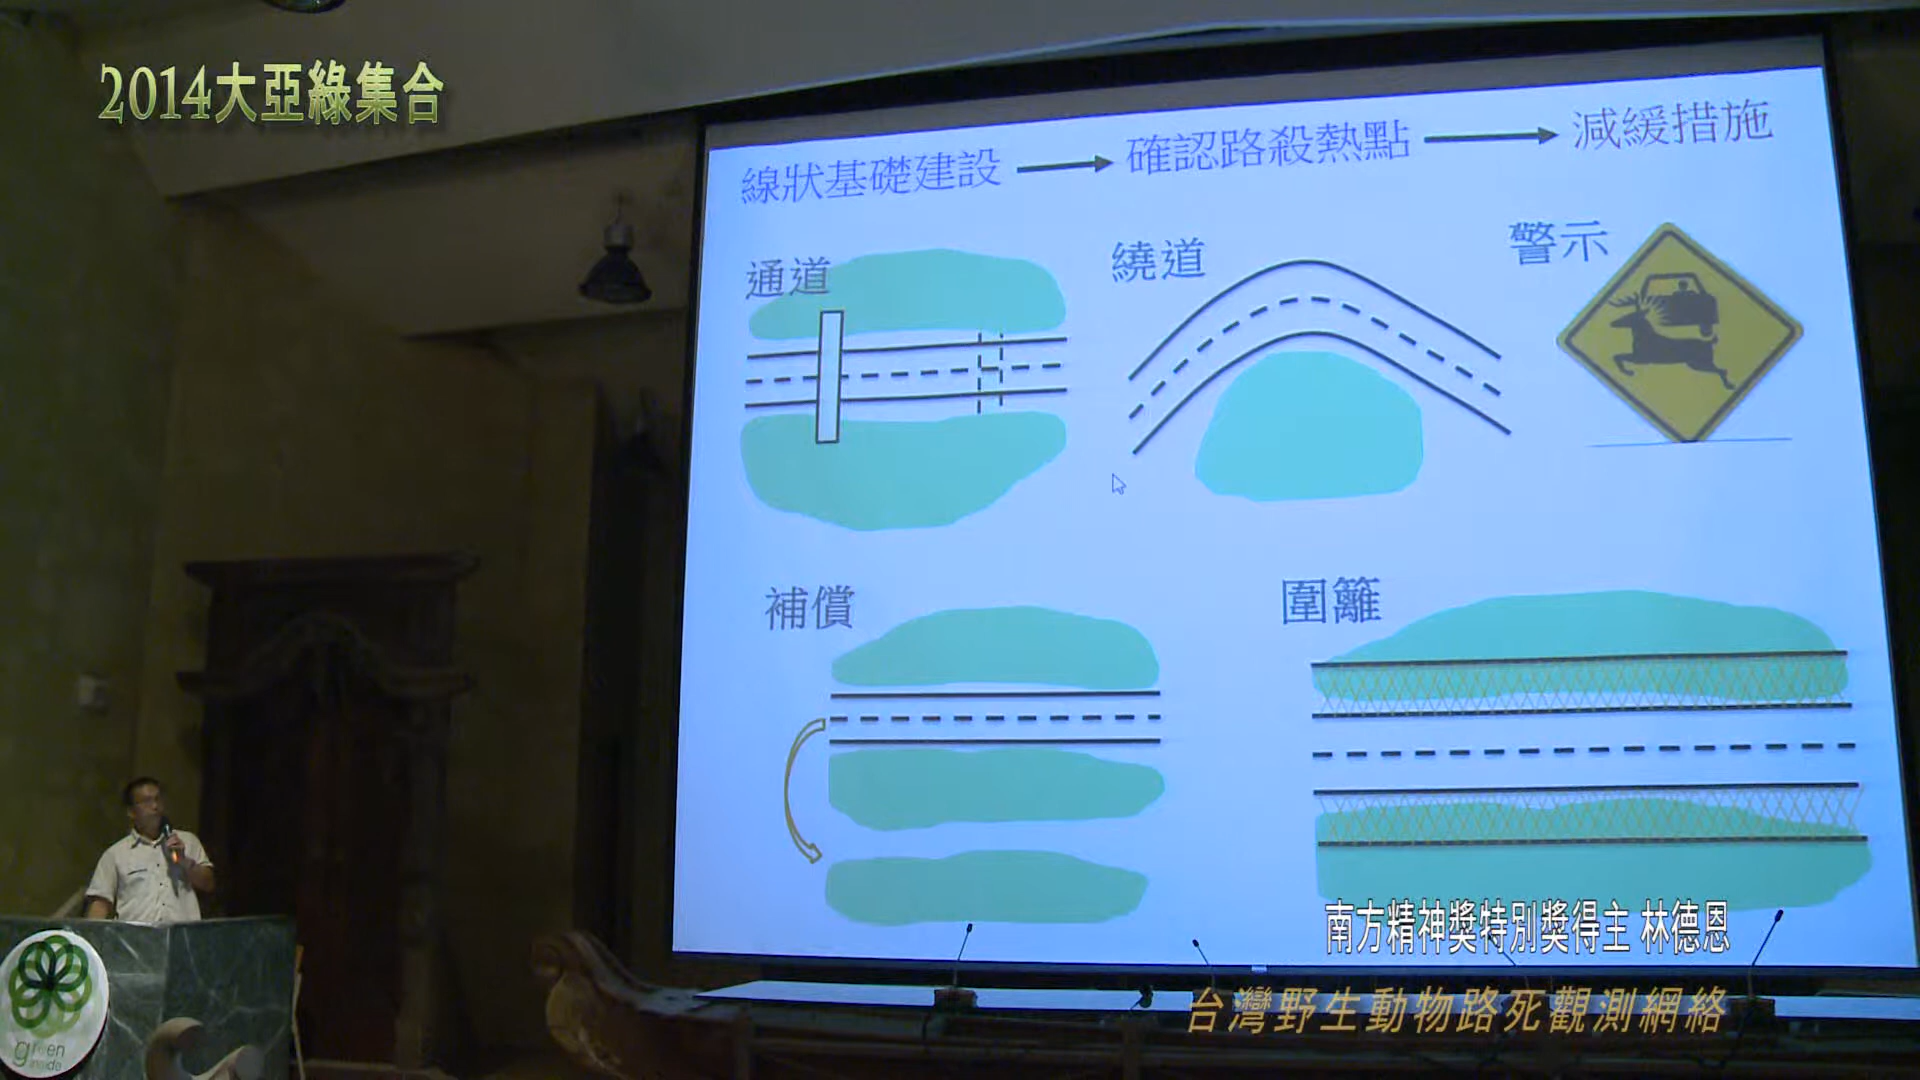 2014大亞綠集合
線狀基礎建設 → 確認路殺熱點 → 減緩措施
通道
繞道
警示
補償
圍籬
南方精神獎特別獎得主 林德恩
台灣野生動物路死觀測網絡
green
inside